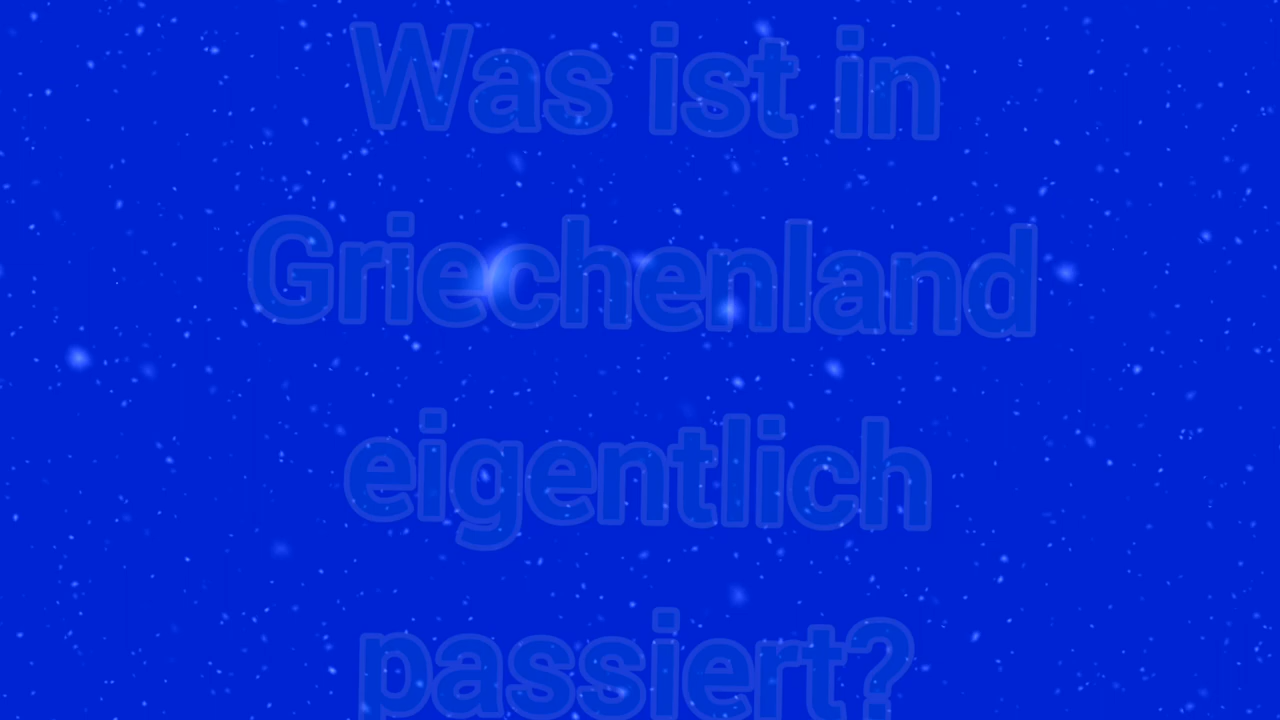 Was ist in
Griechenland
eigentlich
passiert?